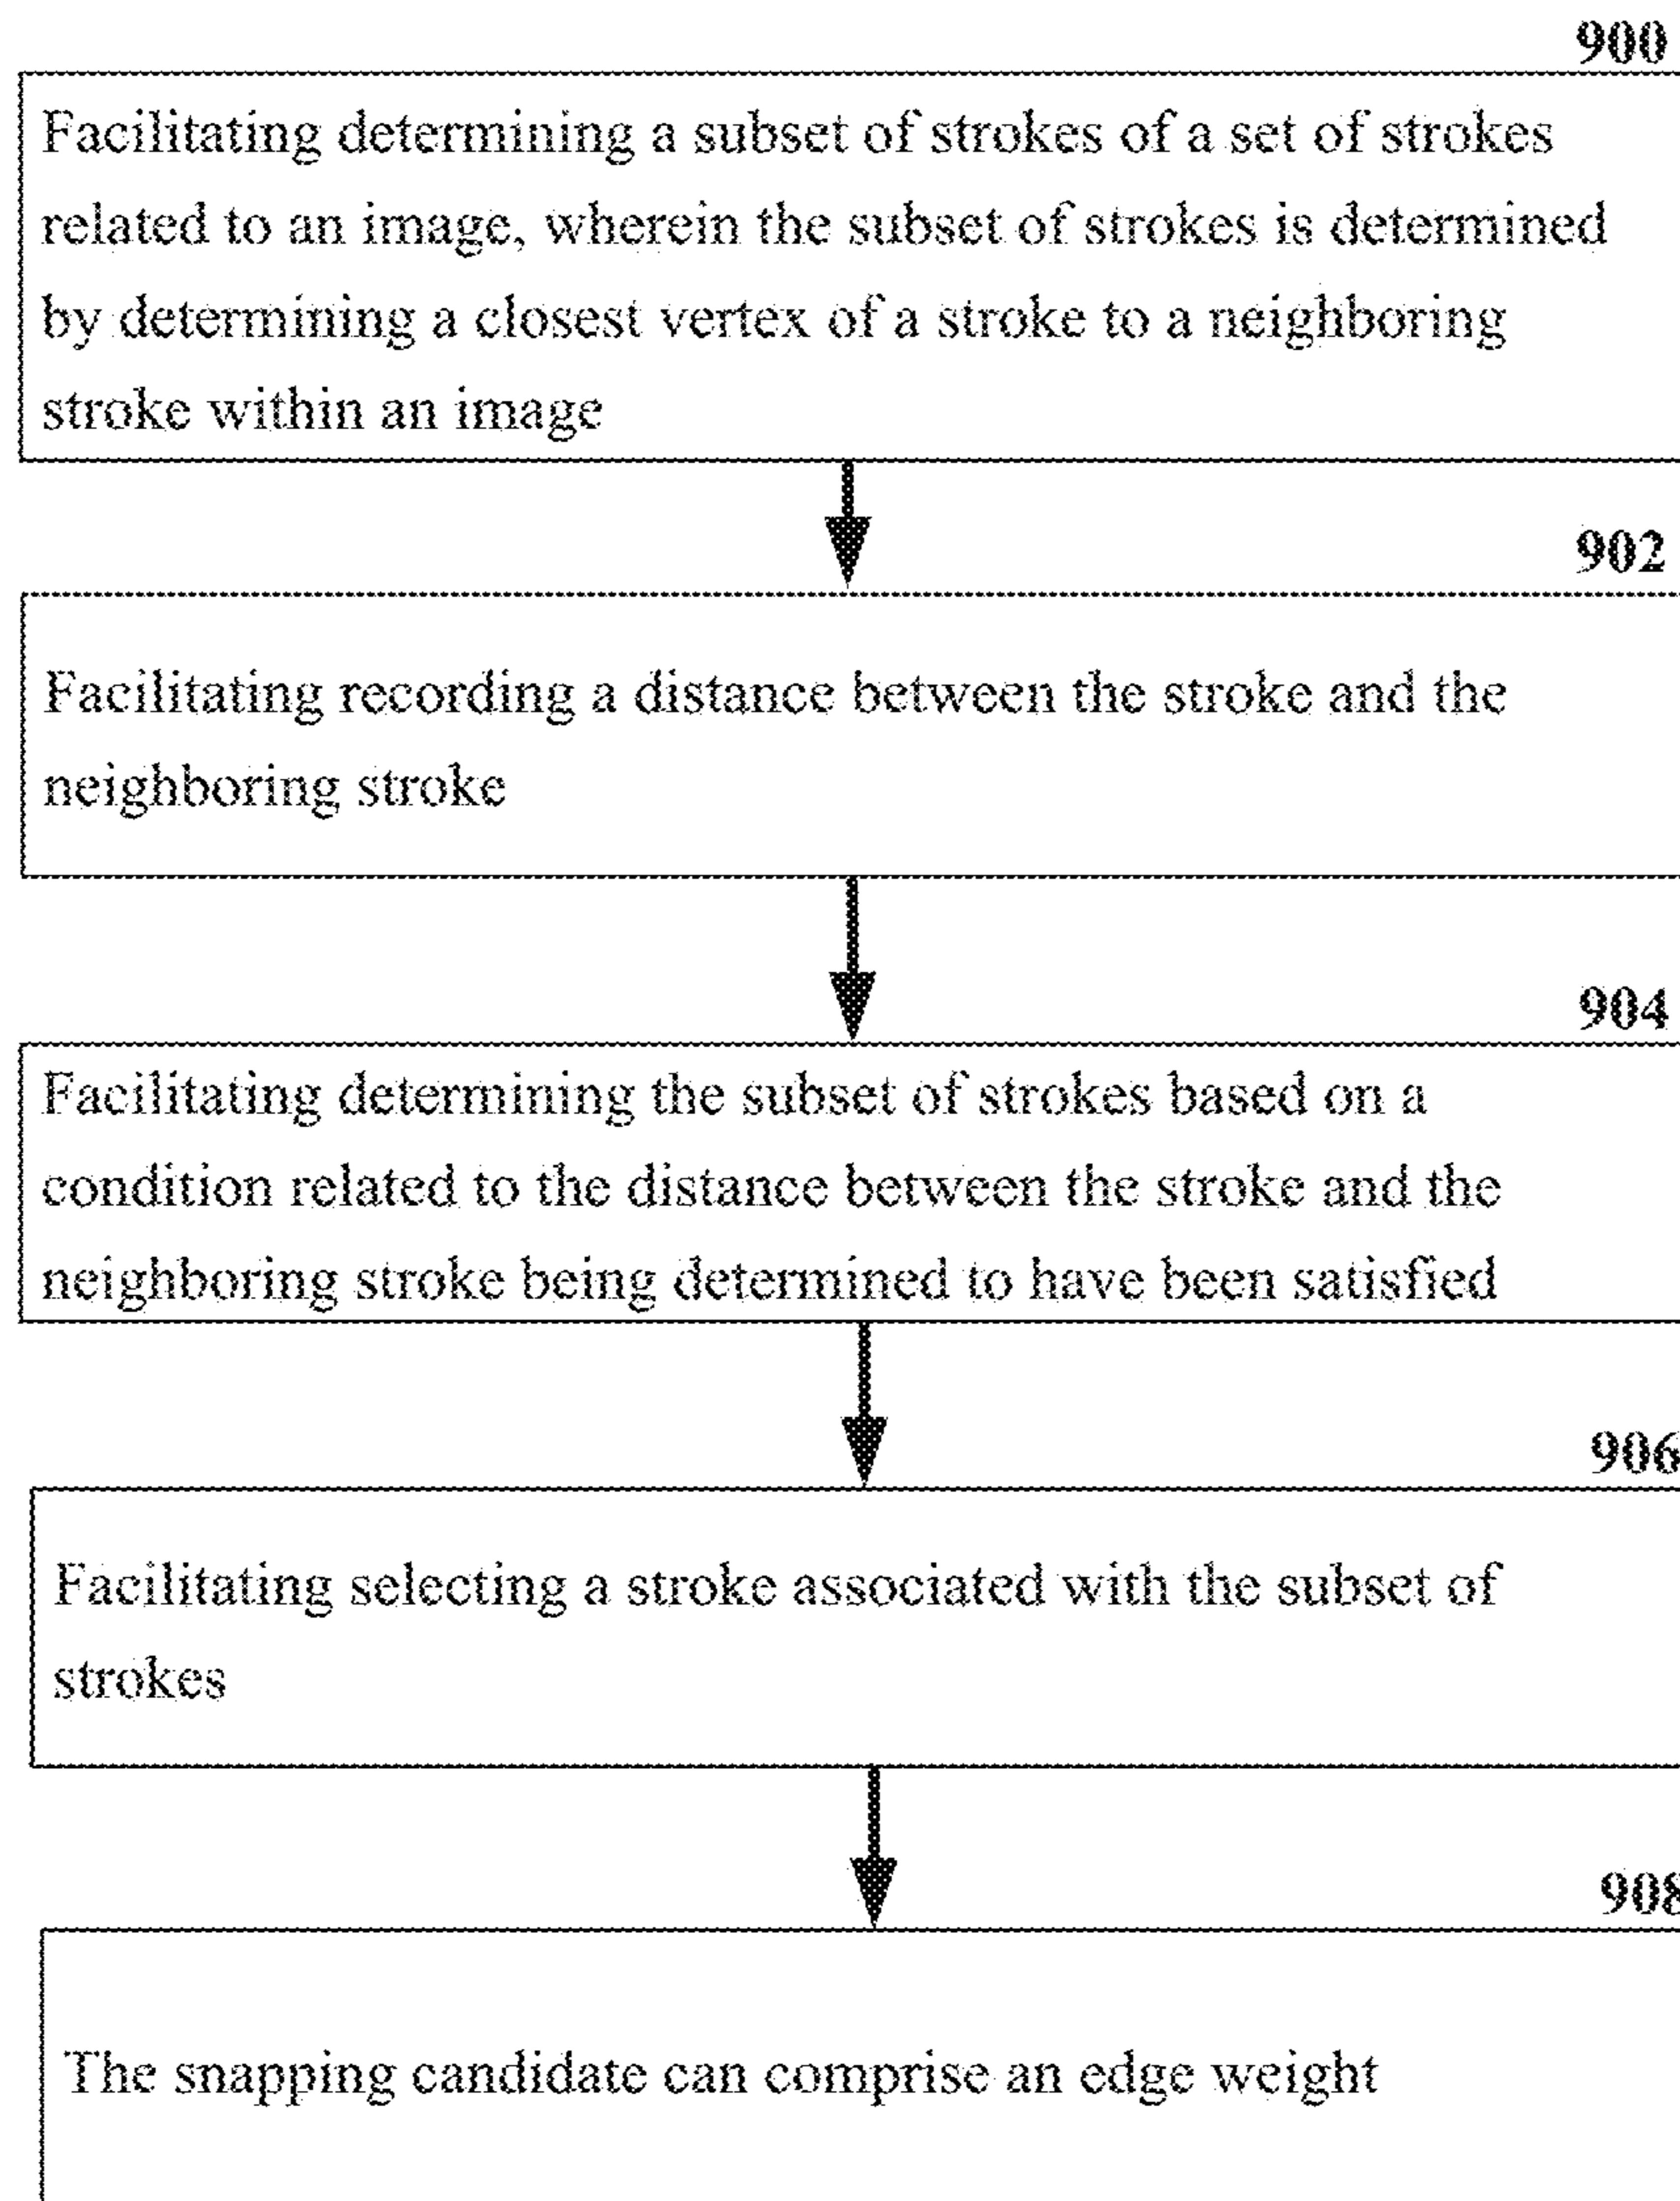 900
Facilitating determining a subset of strokes of a set of strokes
related to an image, wherein the subset of strokes is determined
by determining a closest vertex of a stroke to a neighboring
stroke within an image
902
Facilitating recording a distance between the stroke and the
neighboring stroke
904
Facilitating determining the subset of strokes based on a
condition related to the distance between the stroke and the
neighboring stroke being determined to have been satisfied
906
Facilitating selecting a stroke associated with the subset of
strokes
908
The snapping candidate can comprise an edge weight